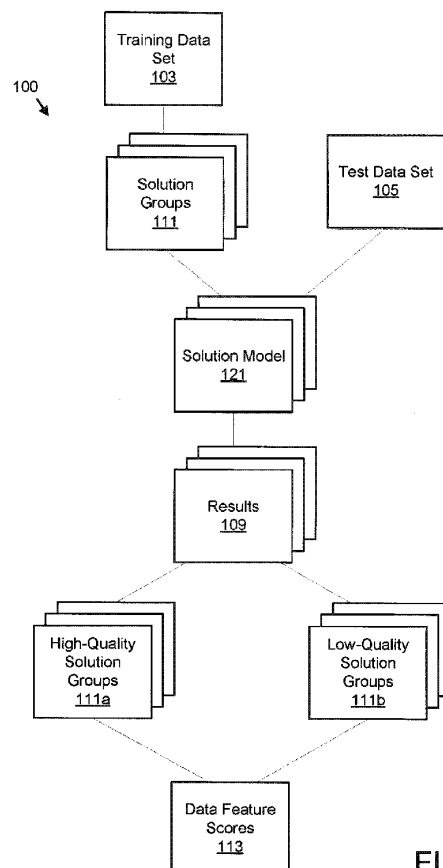 Training Data
Set
103
100
Solution
Groups
111
Test Data Set
105
Solution Model
121
Results
109
High-Quality
Solution
Groups
111a
Low-Quality
Solution
Groups
111b
Data Feature
Scores
113